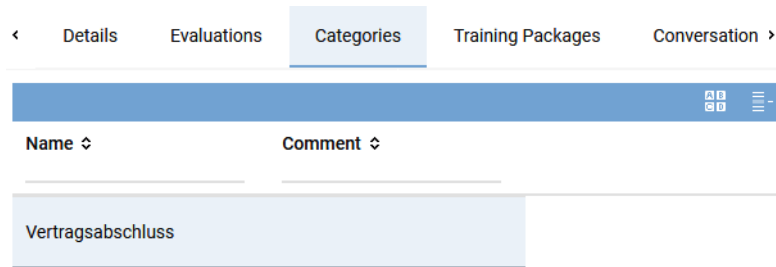 Details Evaluations Categories Training Packages Conversation
A B
C D
Name Comment
Vertragsabschluss